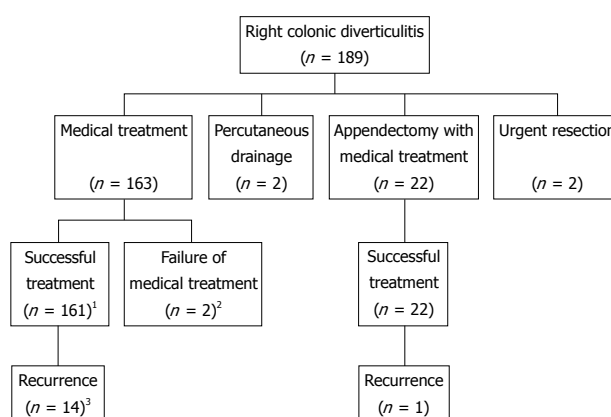 Right colonic diverticulitis
(n = 189)
Medical treatment
(n = 163)
Percutaneous
drainage
(n = 2)
Appendectomy with
medical treatment
(n = 22)
Urgent resection
(n = 2)
Successful
treatment
(n = 161)¹
Failure of
medical treatment
(n = 2)²
Successful
treatment
(n = 22)
Recurrence
(n = 14)³
Recurrence
(n = 1)